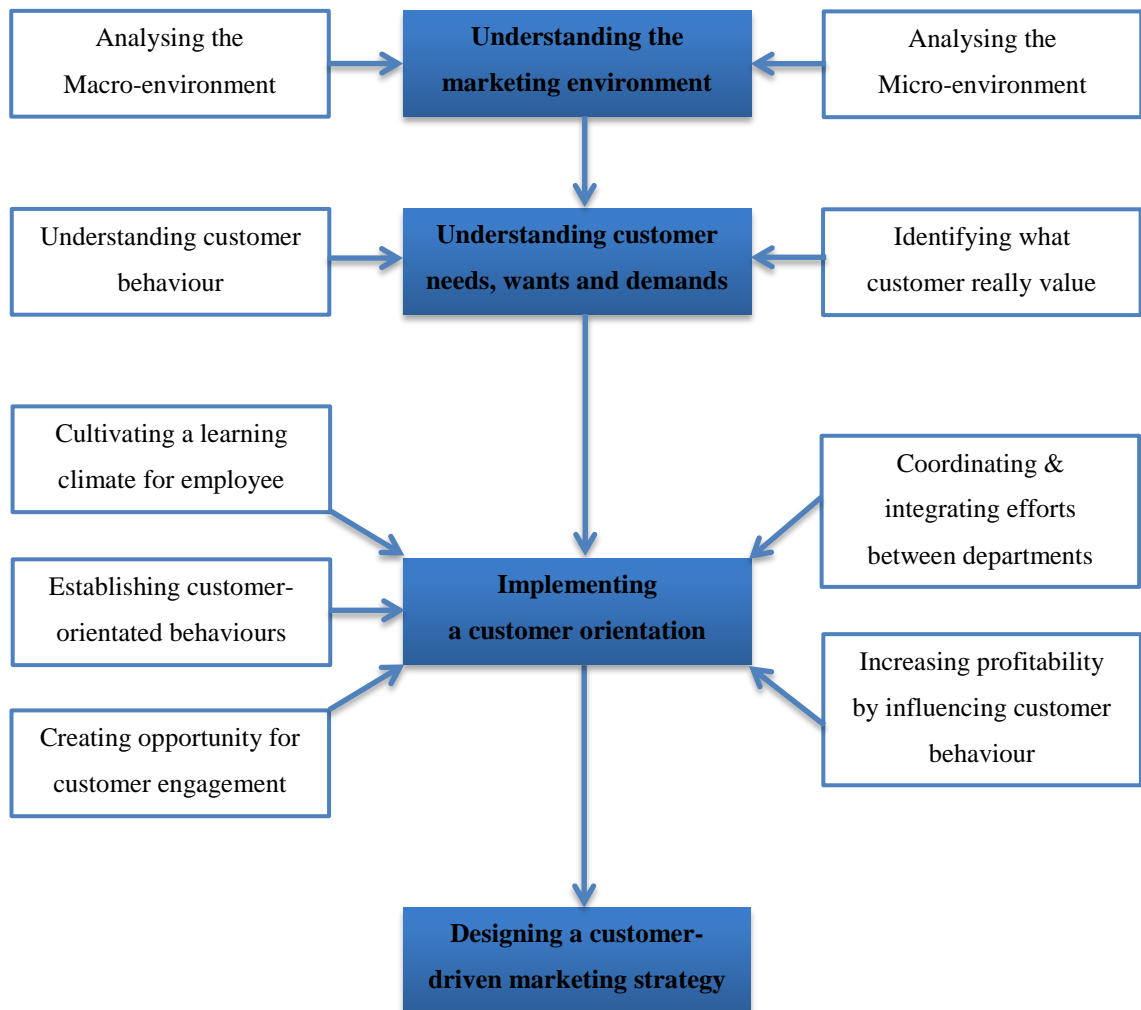 Analysing the
Macro-environment
Understanding the
marketing environment
Analysing the
Micro-environment
Understanding customer
behaviour
Understanding customer
needs, wants and demands
Identifying what
customer really value
Cultivating a learning
climate for employee
Establishing customer-
orientated behaviours
Creating opportunity for
customer engagement
Implementing
a customer orientation
Coordinating &
integrating efforts
between departments
Increasing profitability
by influencing customer
behaviour
Designing a customer-
driven marketing strategy